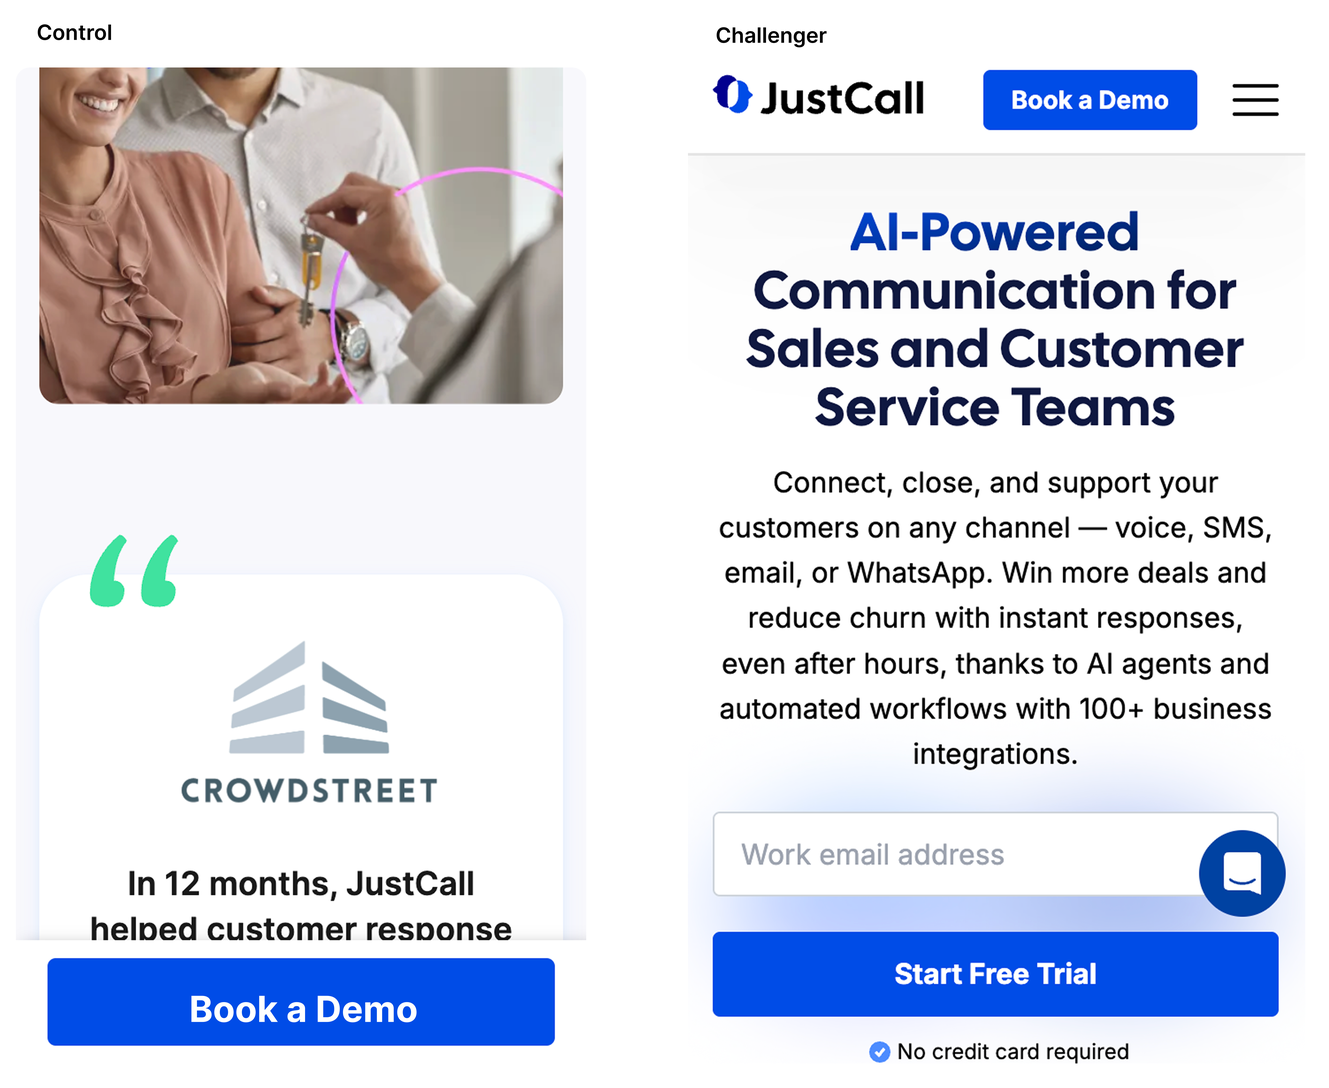 Control
CROWDSTREET
In 12 months, JustCall
helped customer response
Book a Demo
Challenger
JustCall
Book a Demo
AI-Powered
Communication for
Sales and Customer
Service Teams
Connect, close, and support your
customers on any channel — voice, SMS,
email, or WhatsApp. Win more deals and
reduce churn with instant responses,
even after hours, thanks to AI agents and
automated workflows with 100+ business
integrations.
Work email address
Start Free Trial
No credit card required